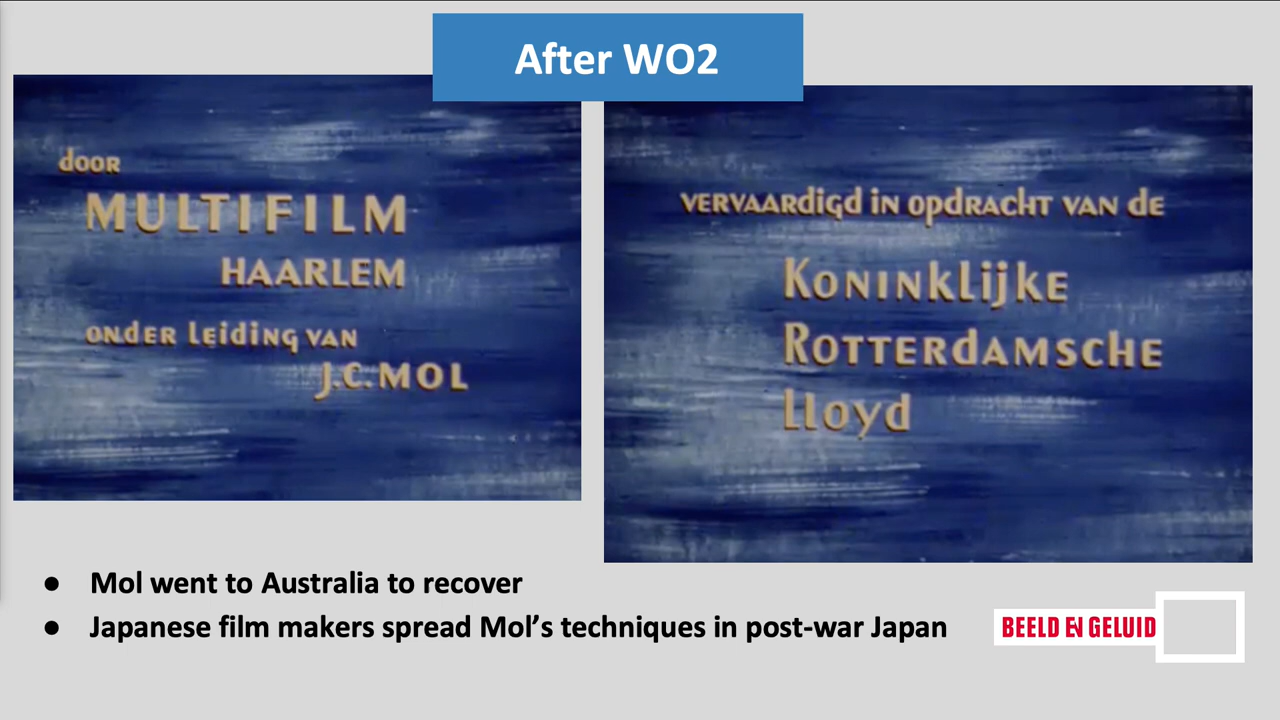 After WO2
door
MULTIFILM
HAARLEM
onder leiding van
J.C.MOL
vervaardigd in opdracht van de
Koninklijke
Rotterdamsche
Lloyd
● Mol went to Australia to recover
● Japanese film makers spread Mol’s techniques in post-war Japan
BEELD EN GELUID